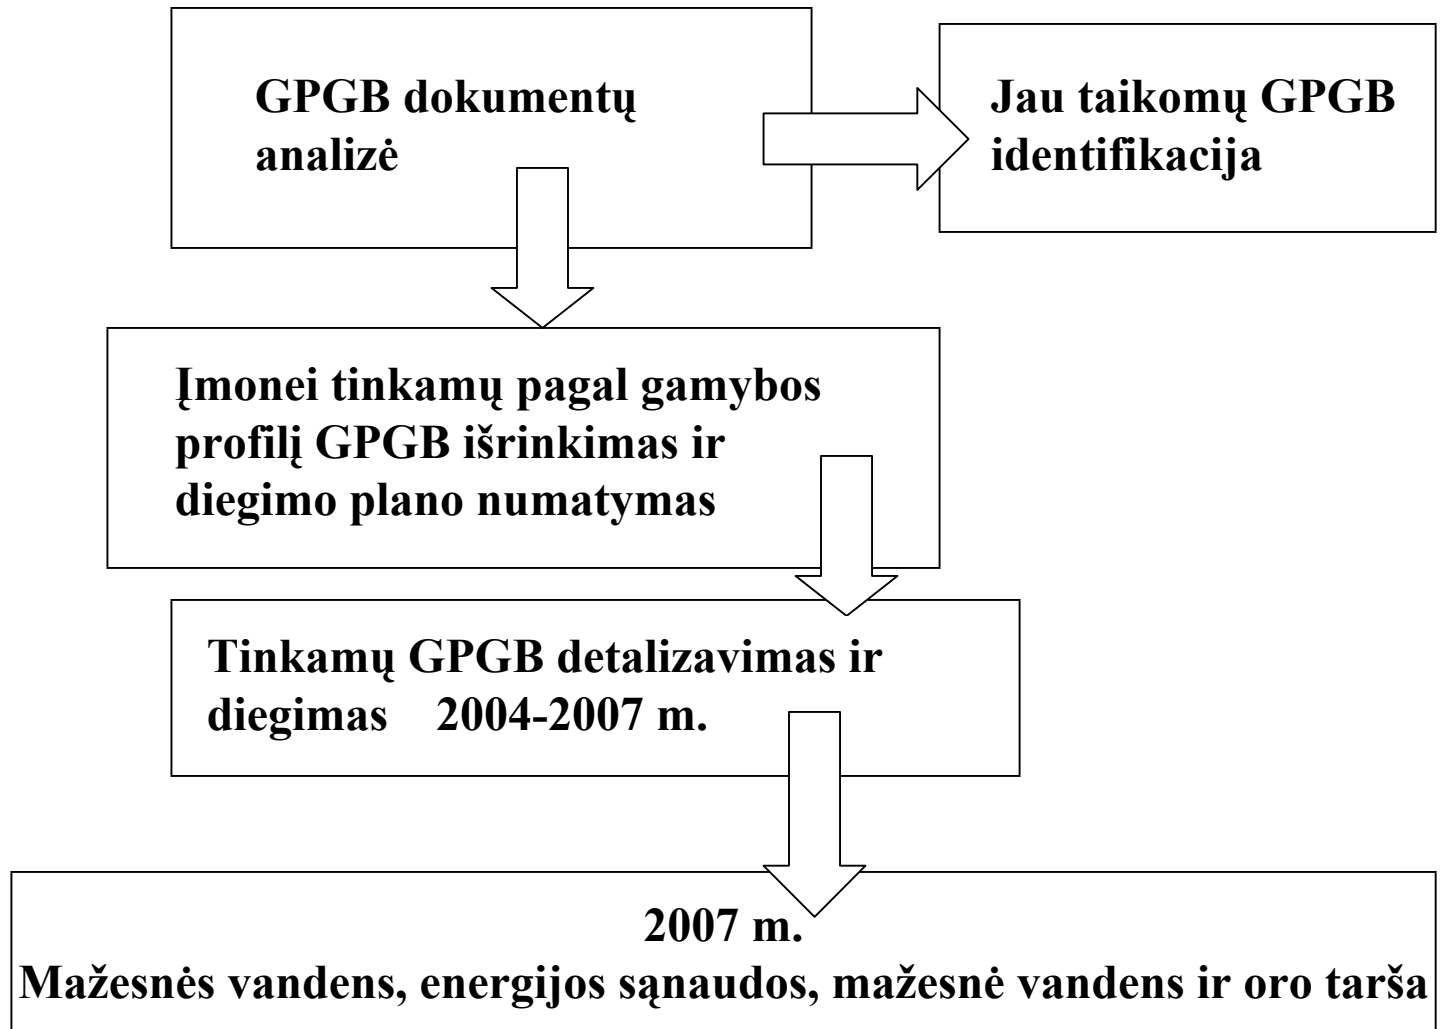 GPGB dokumentų
analizė
Jau taikomų GPGB
identifikacija
Įmonei tinkamų pagal gamybos
profilį GPGB išrinkimas ir
diegimo plano numatymas
Tinkamų GPGB detalizavimas ir
diegimas 2004-2007 m.
2007 m.
Mažesnės vandens, energijos sąnaudos, mažesnė vandens ir oro tarša